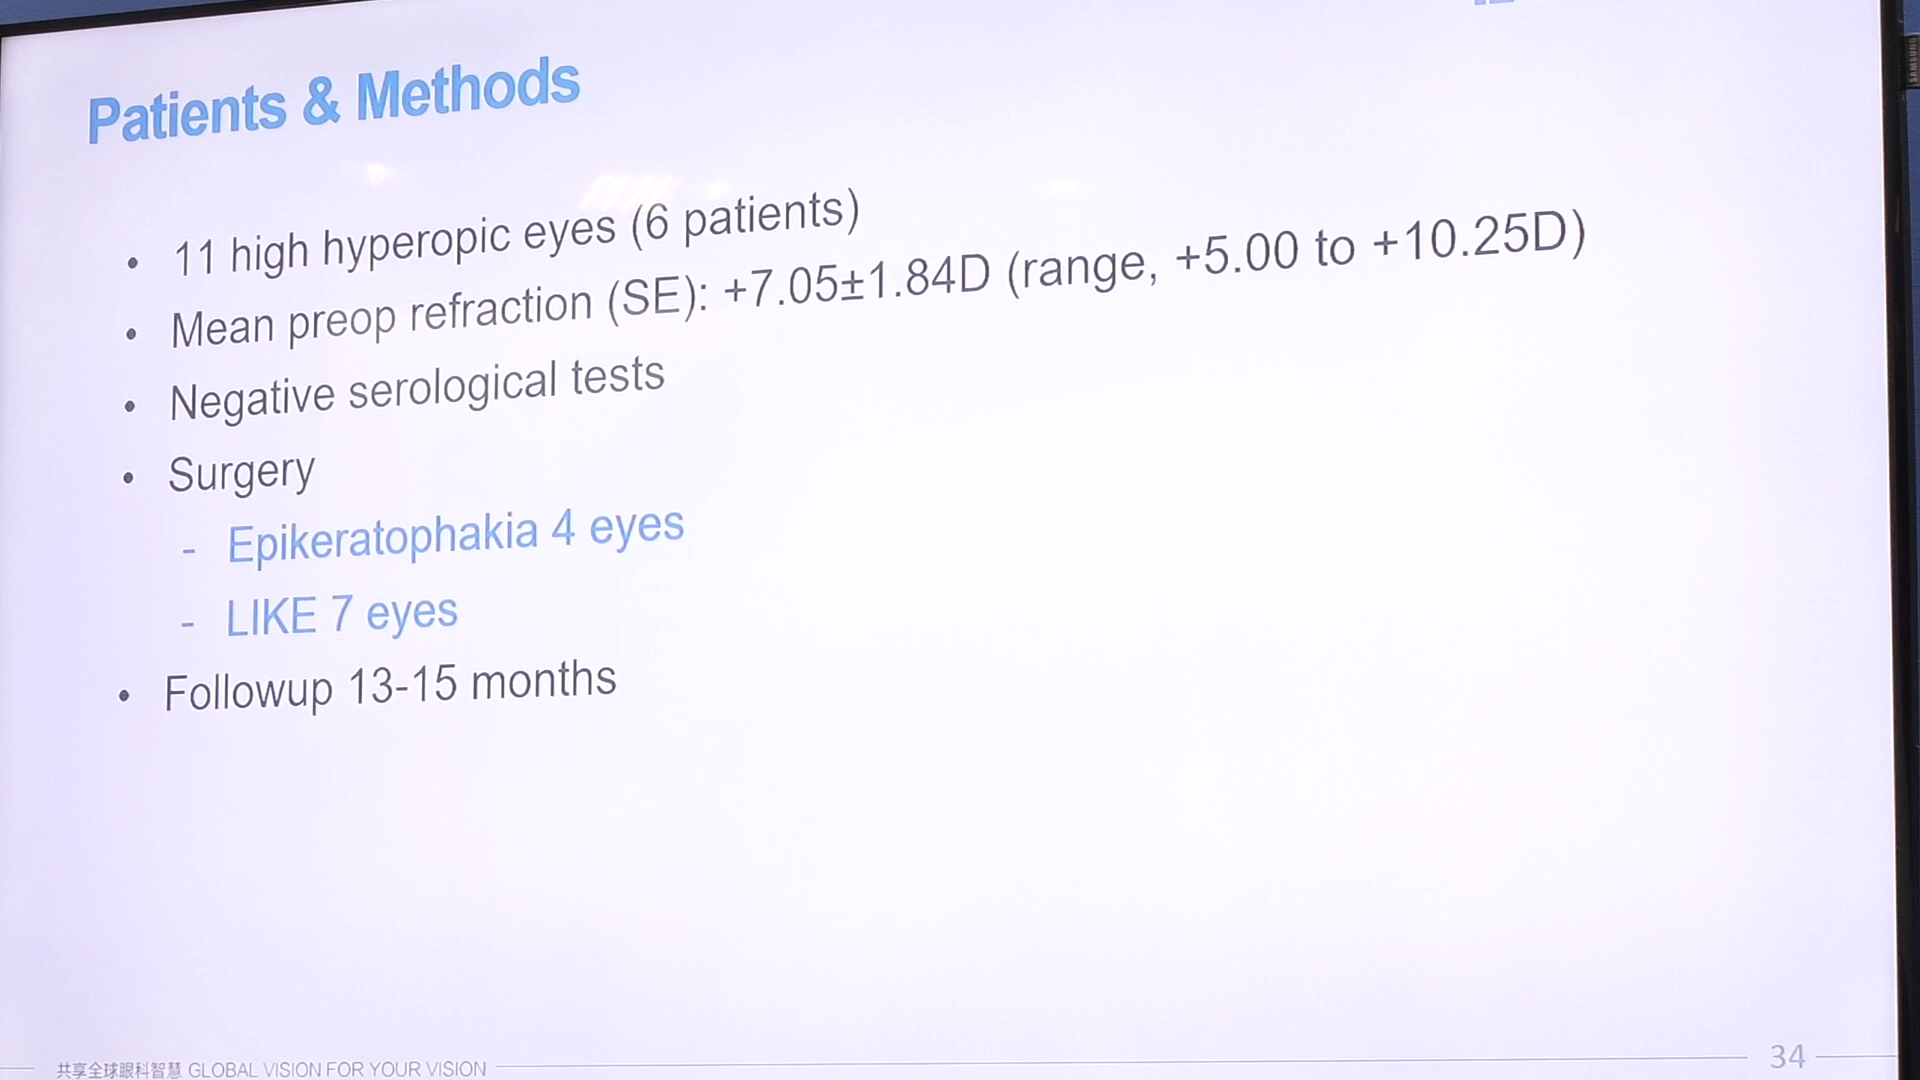 Patients & Methods
• 11 high hyperopic eyes (6 patients)
• Mean preop refraction (SE): +7.05±1.84D (range, +5.00 to +10.25D)
• Negative serological tests
• Surgery
- Epikeratophakia 4 eyes
- LIKE 7 eyes
• Followup 13-15 months
共享全球眼科智慧 GLOBAL VISION FOR YOUR VISION
34
SAMSUNG